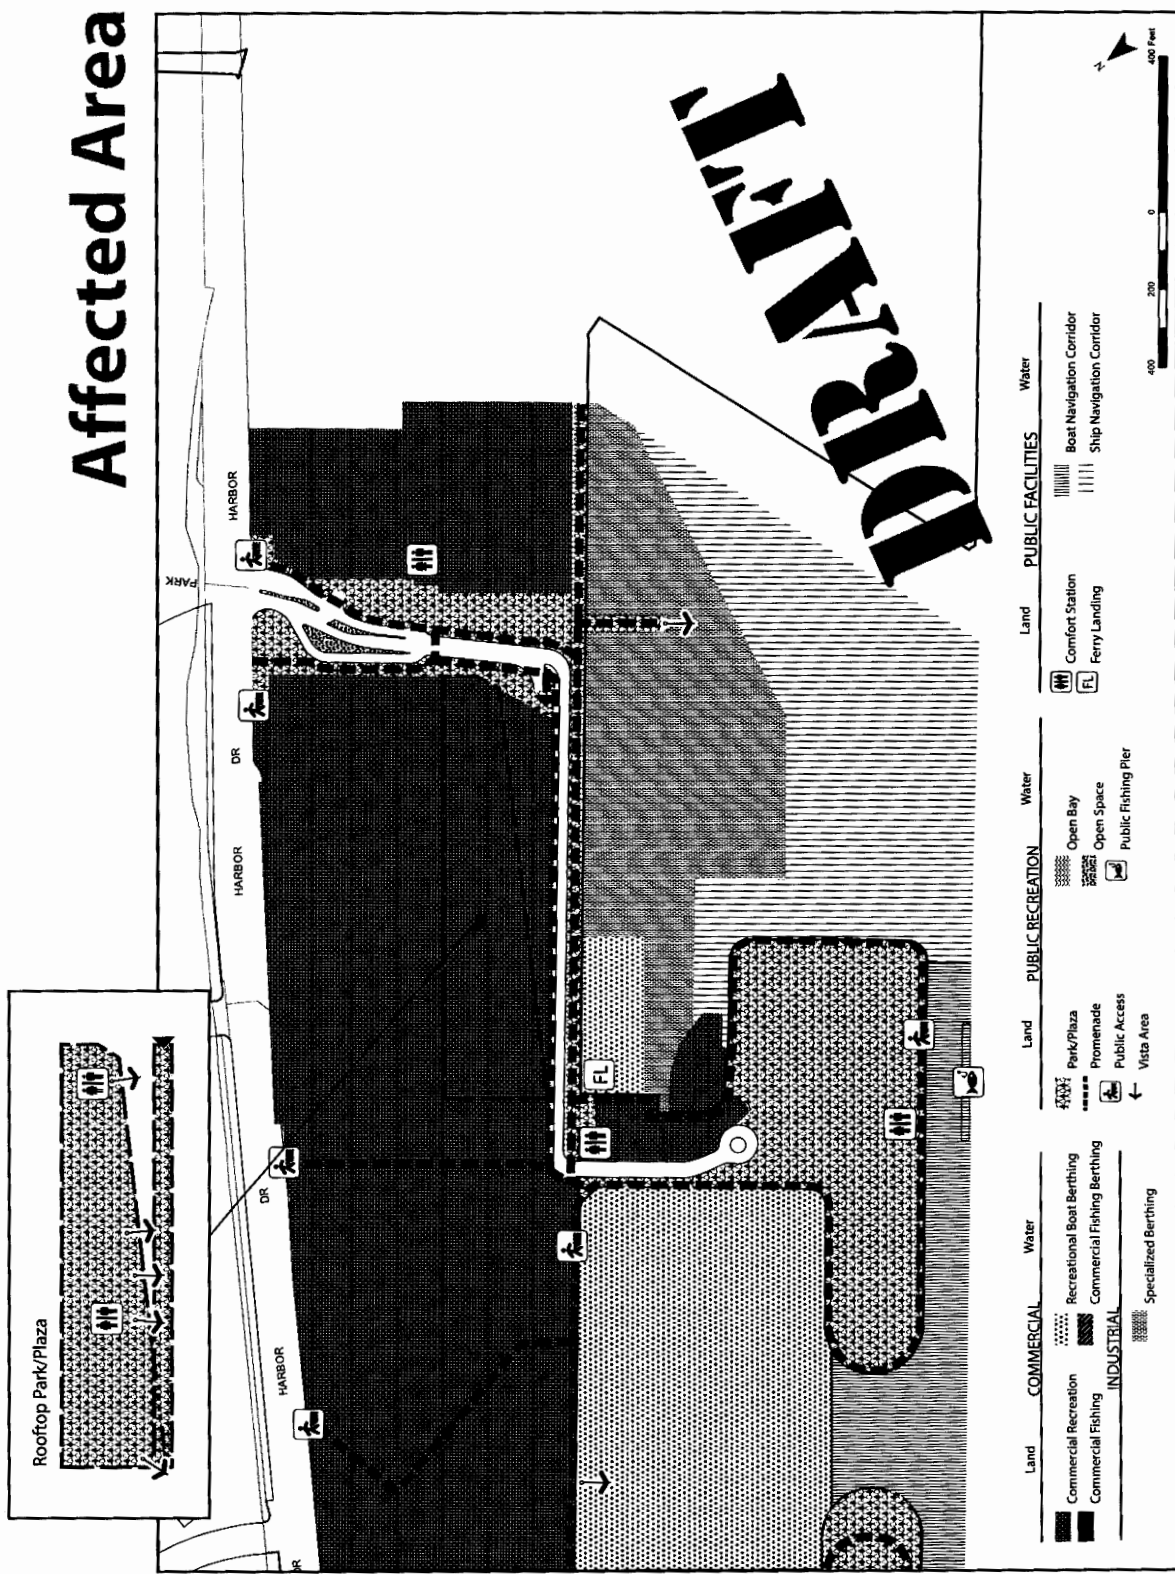 Affected Area
Rooftop Park/Plaza
HARBOR
PARK
DR
HARBOR
DR
HARBOR
DR
FL
DRAFT
N
400 200 0 400 Feet
COMMERCIAL
Land Water
Commercial Recreation
Commercial Fishing
Recreational Boat Berthing
Commercial Fishing Berthing
INDUSTRIAL
Specialized Berthing
PUBLIC RECREATION
Land Water
Park/Plaza
Promenade
Public Access
Vista Area
Open Bay
Open Space
Public Fishing Pier
PUBLIC FACILITIES
Land Water
Comfort Station
FL Ferry Landing
Boat Navigation Corridor
Ship Navigation Corridor